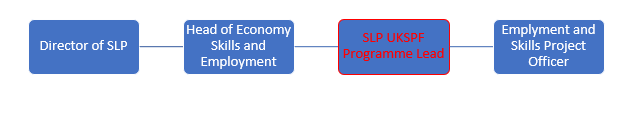 Director of SLP
Head of Economy
Skills and
Employment
SLP UKSPF
Programme Lead
Emplyment and
Skills Project
Officer